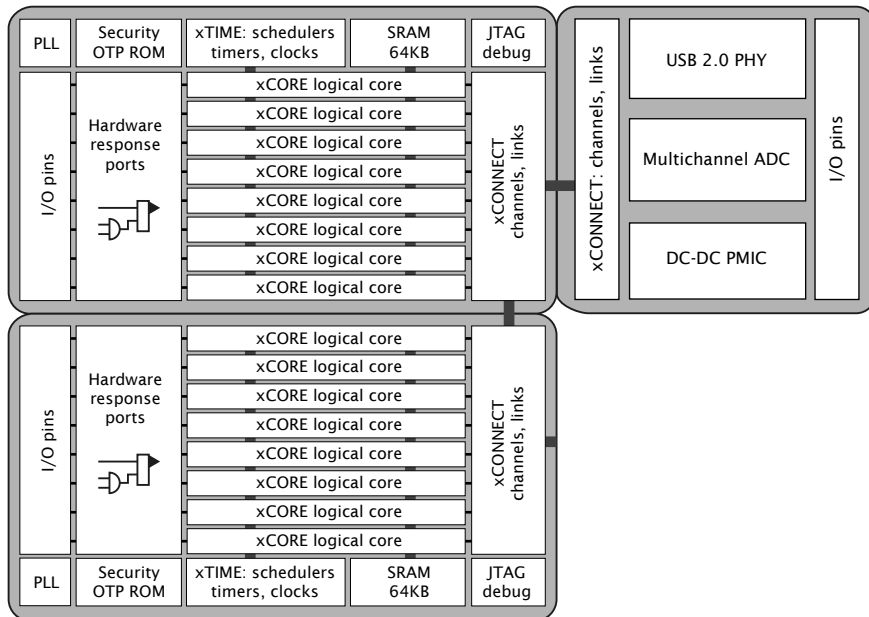 PLL
Security
OTP ROM
xTIME: schedulers
timers, clocks
SRAM
64KB
JTAG
debug
I/O pins
Hardware
response
ports
xCORE logical core
xCORE logical core
xCORE logical core
xCORE logical core
xCORE logical core
xCORE logical core
xCORE logical core
xCORE logical core
xCONNECT
channels, links
xCONNECT: channels, links
USB 2.0 PHY
Multichannel ADC
DC-DC PMIC
I/O pins
I/O pins
Hardware
response
ports
xCORE logical core
xCORE logical core
xCORE logical core
xCORE logical core
xCORE logical core
xCORE logical core
xCORE logical core
xCORE logical core
xCONNECT
channels, links
PLL
Security
OTP ROM
xTIME: schedulers
timers, clocks
SRAM
64KB
JTAG
debug